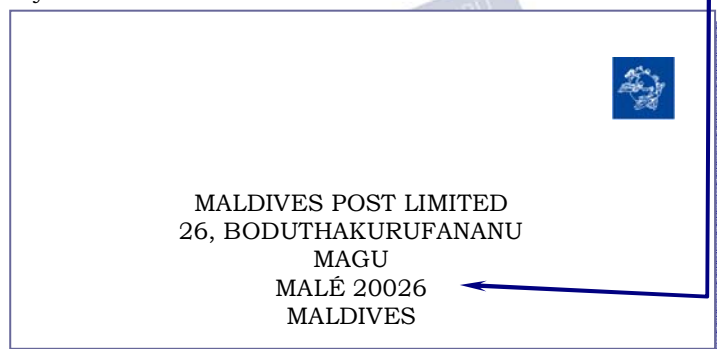 MALDIVES POST LIMITED
26, BODUTHAKURUFANANU
MAGU
MALÉ 20026
MALDIVES